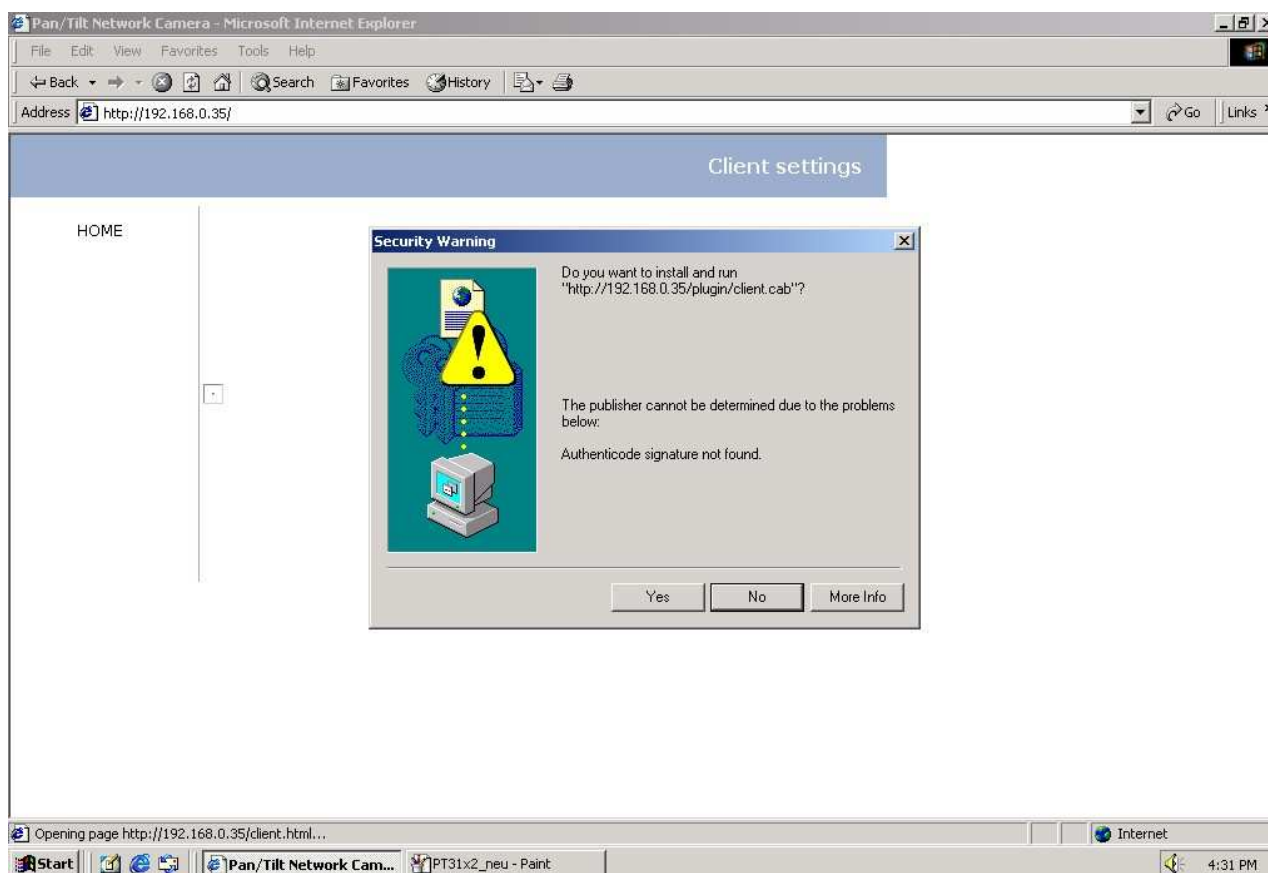 Pan/Tilt Network Camera - Microsoft Internet Explorer
File Edit View Favorites Tools Help
Back Search Favorites History
Address http://192.168.0.35/ Go Links
Client settings
HOME
Security Warning
Do you want to install and run
"http://192.168.0.35/plugin/client.cab"?
The publisher cannot be determined due to the problems
below:
Authenticode signature not found.
Yes No More Info
Opening page http://192.168.0.35/client.html... Internet
Start Pan/Tilt Network Cam... PT31x2_neu - Paint 4:31 PM